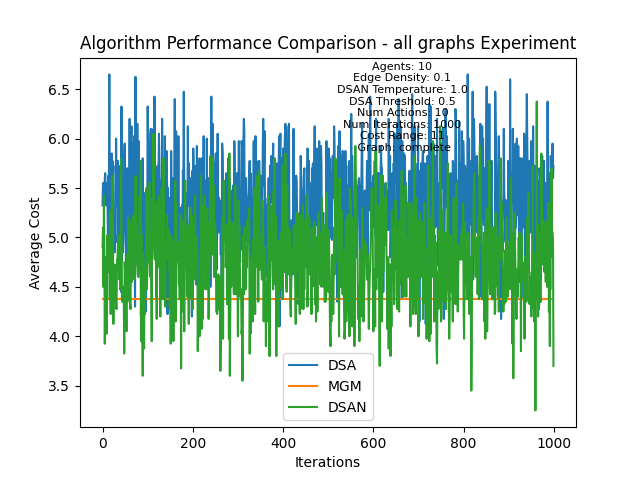 Algorithm Performance Comparison - all graphs Experiment
Agents: 10
Edge Density: 0.1
DSAN Temperature: 1.0
DSA Threshold: 0.5
Num Actions: 10
Num Iterations: 1000
Cost Range: 11
Graph: complete
6.5
6.0
5.5
5.0
4.5
4.0
3.5
Average Cost
DSA
MGM
DSAN
0
200
400
600
800
1000
Iterations